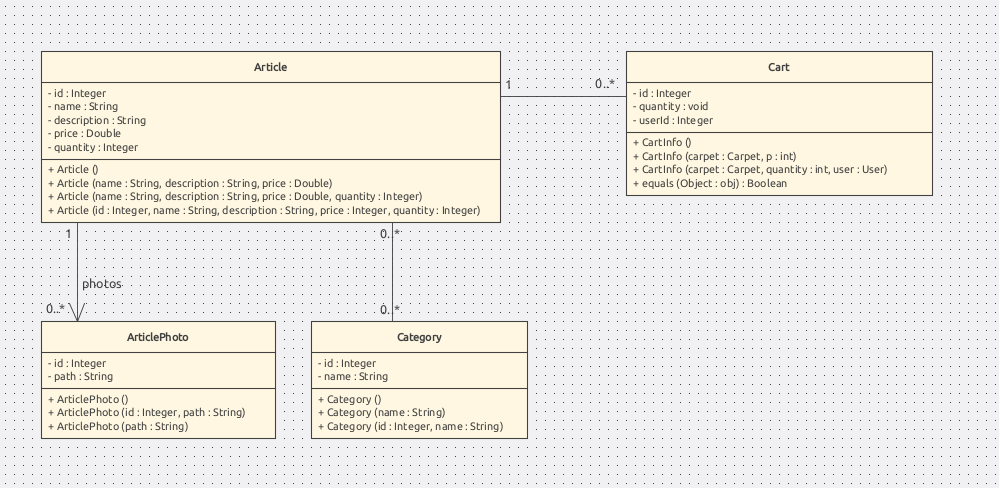 Article
- id : Integer
- name : String
- description : String
- price : Double
- quantity : Integer
+ Article ()
+ Article (name : String, description : String, price : Double)
+ Article (name : String, description : String, price : Double, quantity : Integer)
+ Article (id : Integer, name : String, description : String, price : Integer, quantity : Integer)
1
0..*
Cart
- id : Integer
- quantity : void
- userId : Integer
+ CartInfo ()
+ CartInfo (carpet : Carpet, p : int)
+ CartInfo (carpet : Carpet, quantity : int, user : User)
+ equals (Object : obj) : Boolean
1
photos
0..*
0..*
0..*
ArticlePhoto
- id : Integer
- path : String
+ ArticlePhoto ()
+ ArticlePhoto (id : Integer, path : String)
+ ArticlePhoto (path : String)
Category
- id : Integer
- name : String
+ Category ()
+ Category (name : String)
+ Category (id : Integer, name : String)